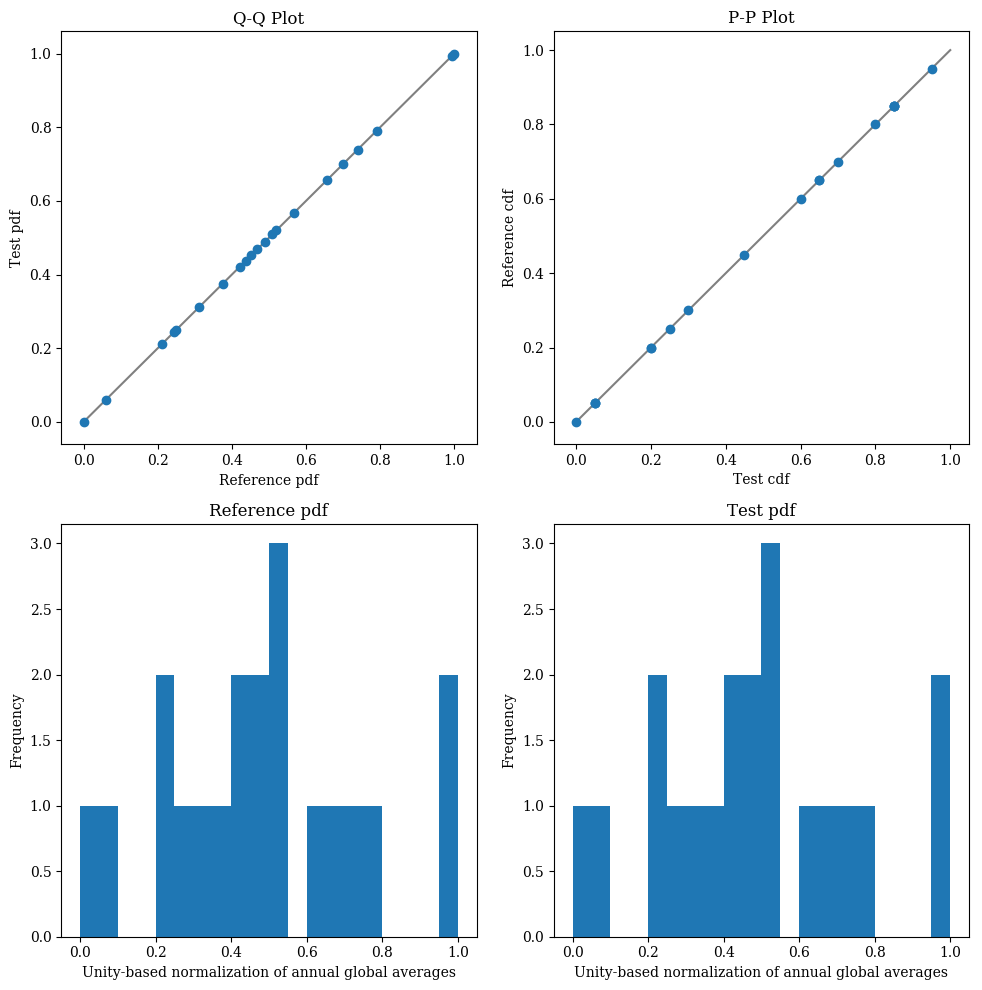 Q-Q Plot
Test pdf
1.0
0.8
0.6
0.4
0.2
0.0
0.0 0.2 0.4 0.6 0.8 1.0
Reference pdf
P-P Plot
Reference cdf
1.0
0.8
0.6
0.4
0.2
0.0
0.0 0.2 0.4 0.6 0.8 1.0
Test cdf
Reference pdf
Frequency
3.0
2.5
2.0
1.5
1.0
0.5
0.0
0.0 0.2 0.4 0.6 0.8 1.0
Unity-based normalization of annual global averages
Test pdf
Frequency
3.0
2.5
2.0
1.5
1.0
0.5
0.0
0.0 0.2 0.4 0.6 0.8 1.0
Unity-based normalization of annual global averages